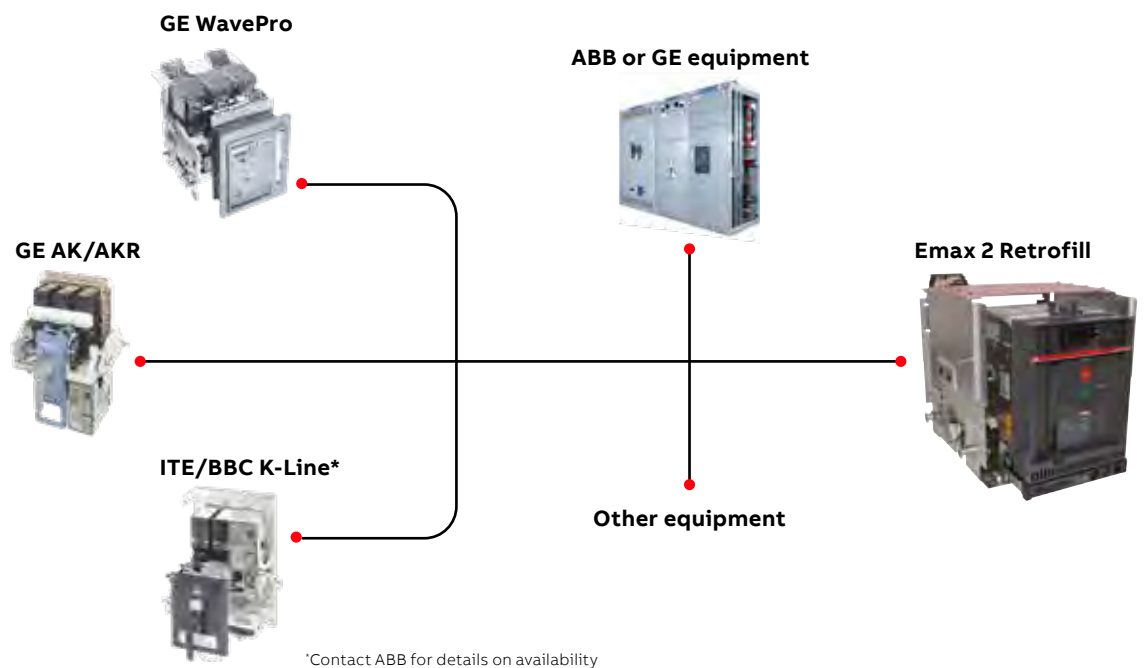 GE WavePro
ABB or GE equipment
GE AK/AKR
Emax 2 Retrofill
ITE/BBC K-Line*
Other equipment
*Contact ABB for details on availability